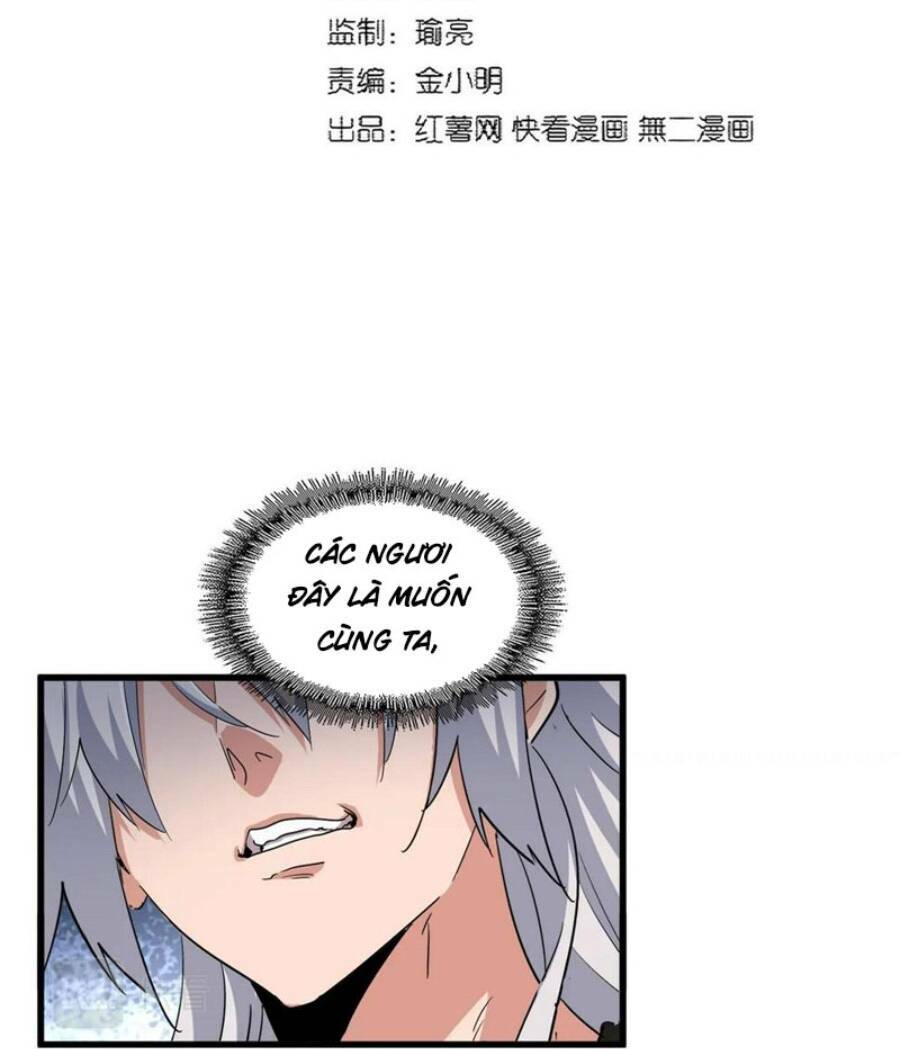 监制：瑜亮
责编：金小明
出品：红薯网 快看漫画 無二漫画
CÁC NGƯƠI
ĐÂY LÀ MUỐN
CÙNG TA,